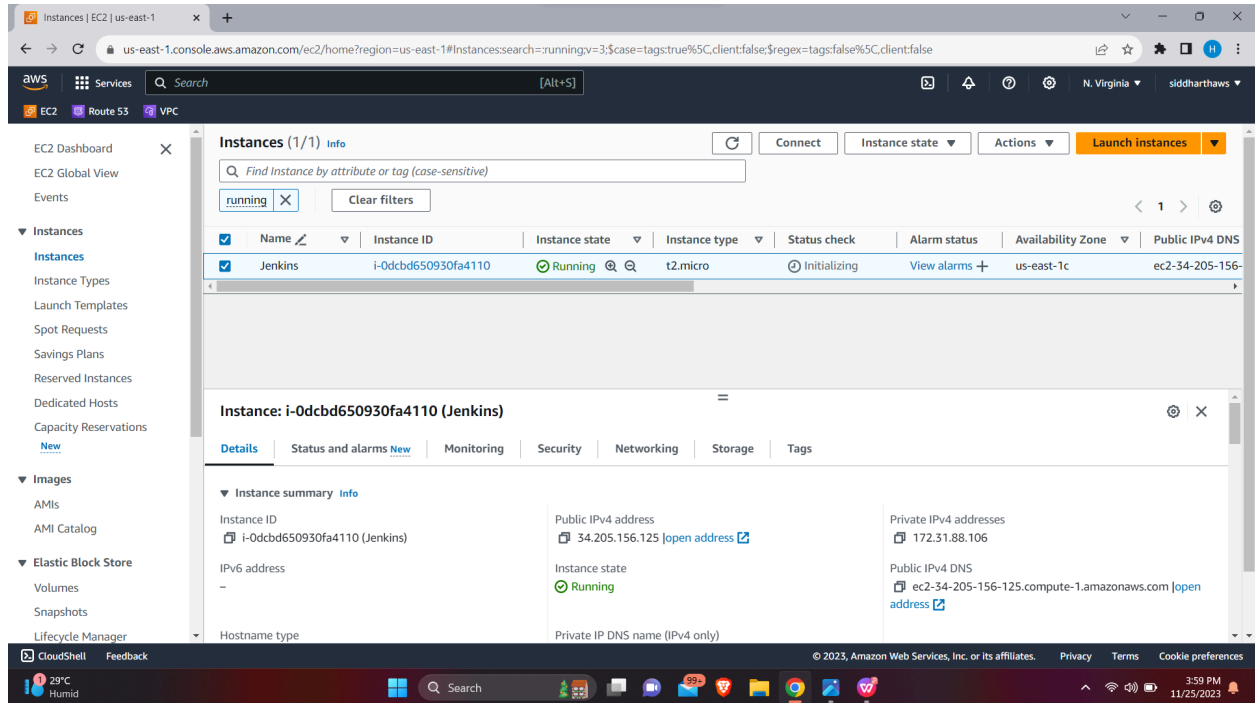 Instances | EC2 | us-east-1
us-east-1.console.aws.amazon.com/ec2/home?region=us-east-1#Instances:search=:running;v=3;$case=tags:true%5C,client:false;$regex=tags:false%5C,client:false
H
aws Services Search [Alt+S] N. Virginia siddharthaws
EC2 Route 53 VPC
EC2 Dashboard
EC2 Global View
Events
Instances
Instances
Instance Types
Launch Templates
Spot Requests
Savings Plans
Reserved Instances
Dedicated Hosts
Capacity Reservations
New
Images
AMIs
AMI Catalog
Elastic Block Store
Volumes
Snapshots
Lifecycle Manager
Instances (1/1) Info Connect Instance state Actions Launch instances
Find Instance by attribute or tag (case-sensitive)
running Clear filters
1
Name Instance ID Instance state Instance type Status check Alarm status Availability Zone Public IPv4 DNS
Jenkins i-0dcbd650930fa4110 Running t2.micro Initializing View alarms + us-east-1c ec2-34-205-156-
Instance: i-0dcbd650930fa4110 (Jenkins)
Details Status and alarms New Monitoring Security Networking Storage Tags
Instance summary Info
Instance ID
i-0dcbd650930fa4110 (Jenkins)
Public IPv4 address
34.205.156.125 |open address
Private IPv4 addresses
172.31.88.106
IPv6 address
–
Instance state
Running
Public IPv4 DNS
ec2-34-205-156-125.compute-1.amazonaws.com |open
address
Hostname type
Private IP DNS name (IPv4 only)
CloudShell Feedback © 2023, Amazon Web Services, Inc. or its affiliates. Privacy Terms Cookie preferences
1
29°C
Humid
Search
99+
3:59 PM
11/25/2023